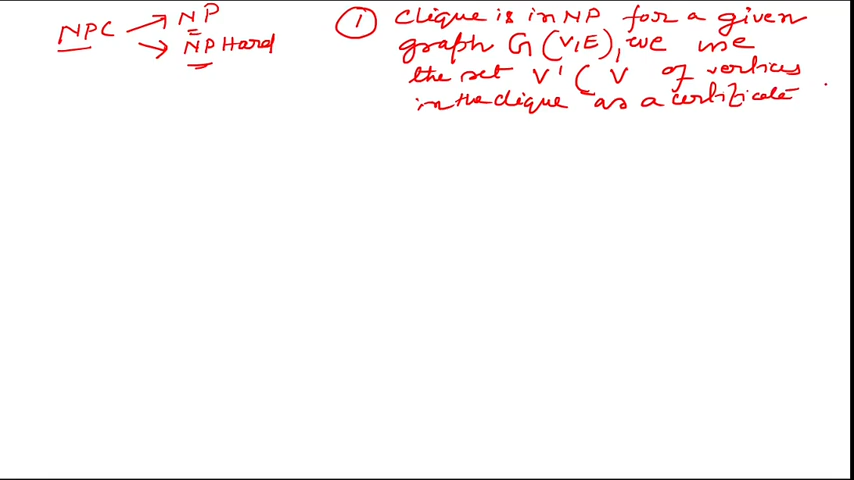 NPC → NP
→ NP Hard
① Clique is in NP for a given
graph G (V,E), we use
the set V' ⊆ V of vertices
in the clique as a certificate.